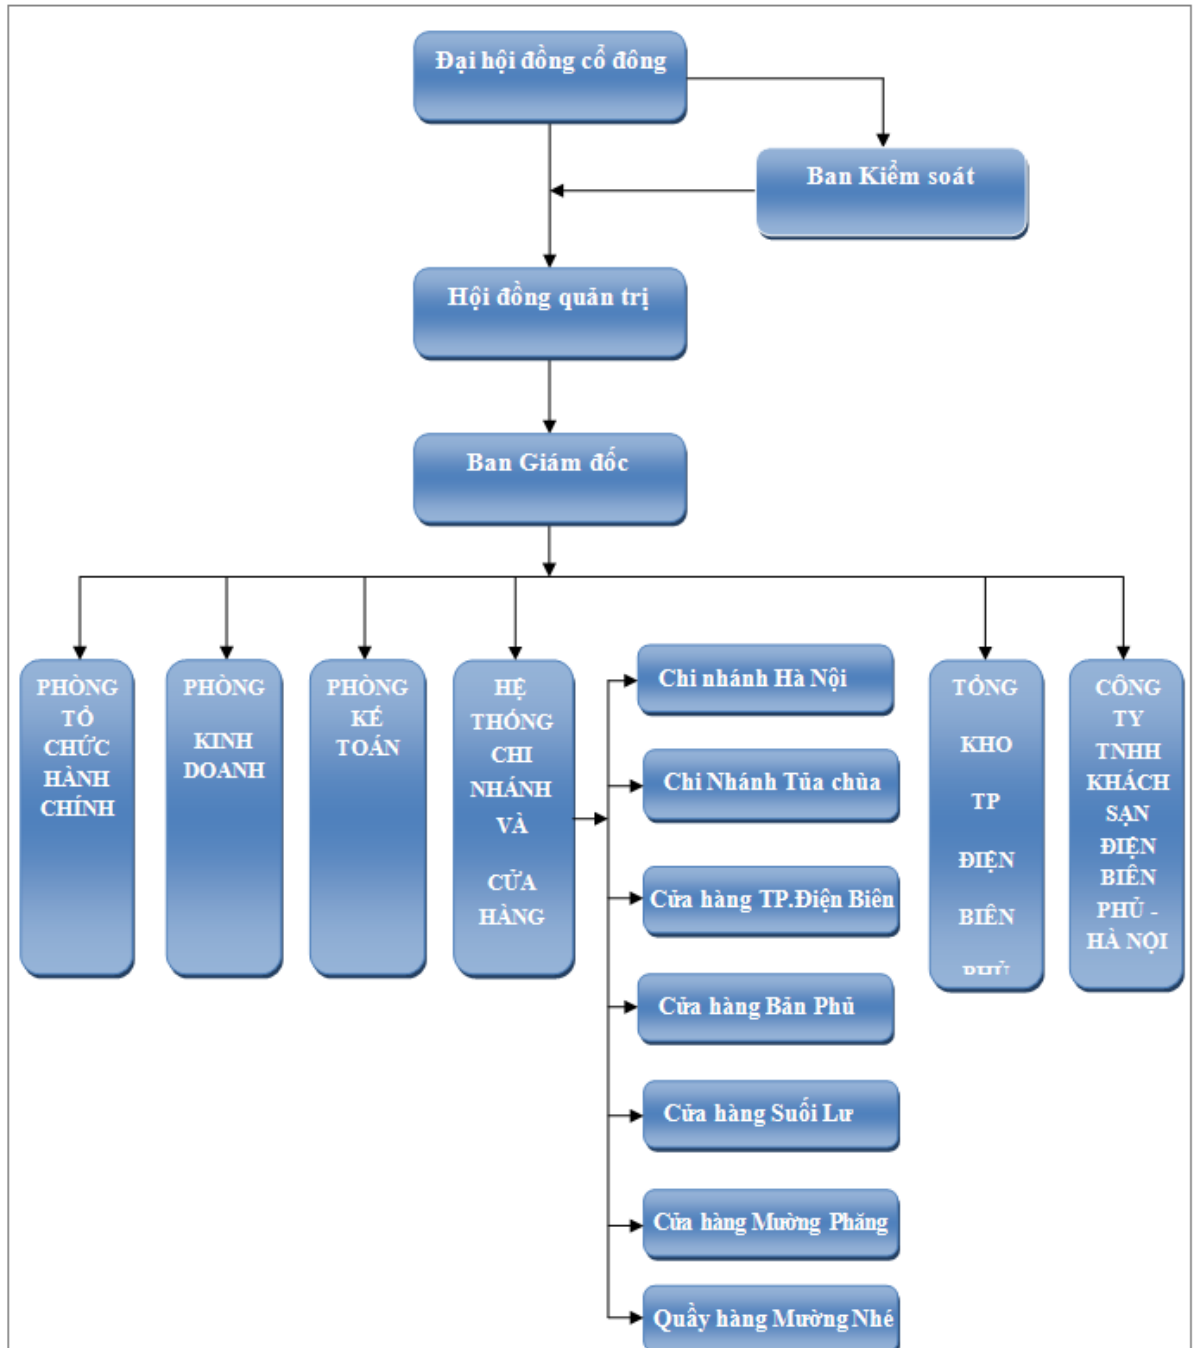 Đại hội đồng cổ đông
Ban Kiểm soát
Hội đồng quản trị
Ban Giám đốc
PHÒNG
TỔ
CHỨC
HÀNH
CHÍNH
PHÒNG
KINH
DOANH
PHÒNG
KẾ
TOÁN
HỆ
THỐNG
CHI
NHÁNH
VÀ
CỬA
HÀNG
Chi nhánh Hà Nội
Chi Nhánh Tủa chùa
Cửa hàng TP.Điện Biên
Cửa hàng Bản Phủ
Cửa hàng Suối Lư
Cửa hàng Mường Phăng
Quầy hàng Mường Nhé
TỔNG
KHO
TP
ĐIỆN
BIÊN
PHỦ
CÔNG
TY
TNHH
KHÁCH
SẠN
ĐIỆN
BIÊN
PHỦ -
HÀ NỘI